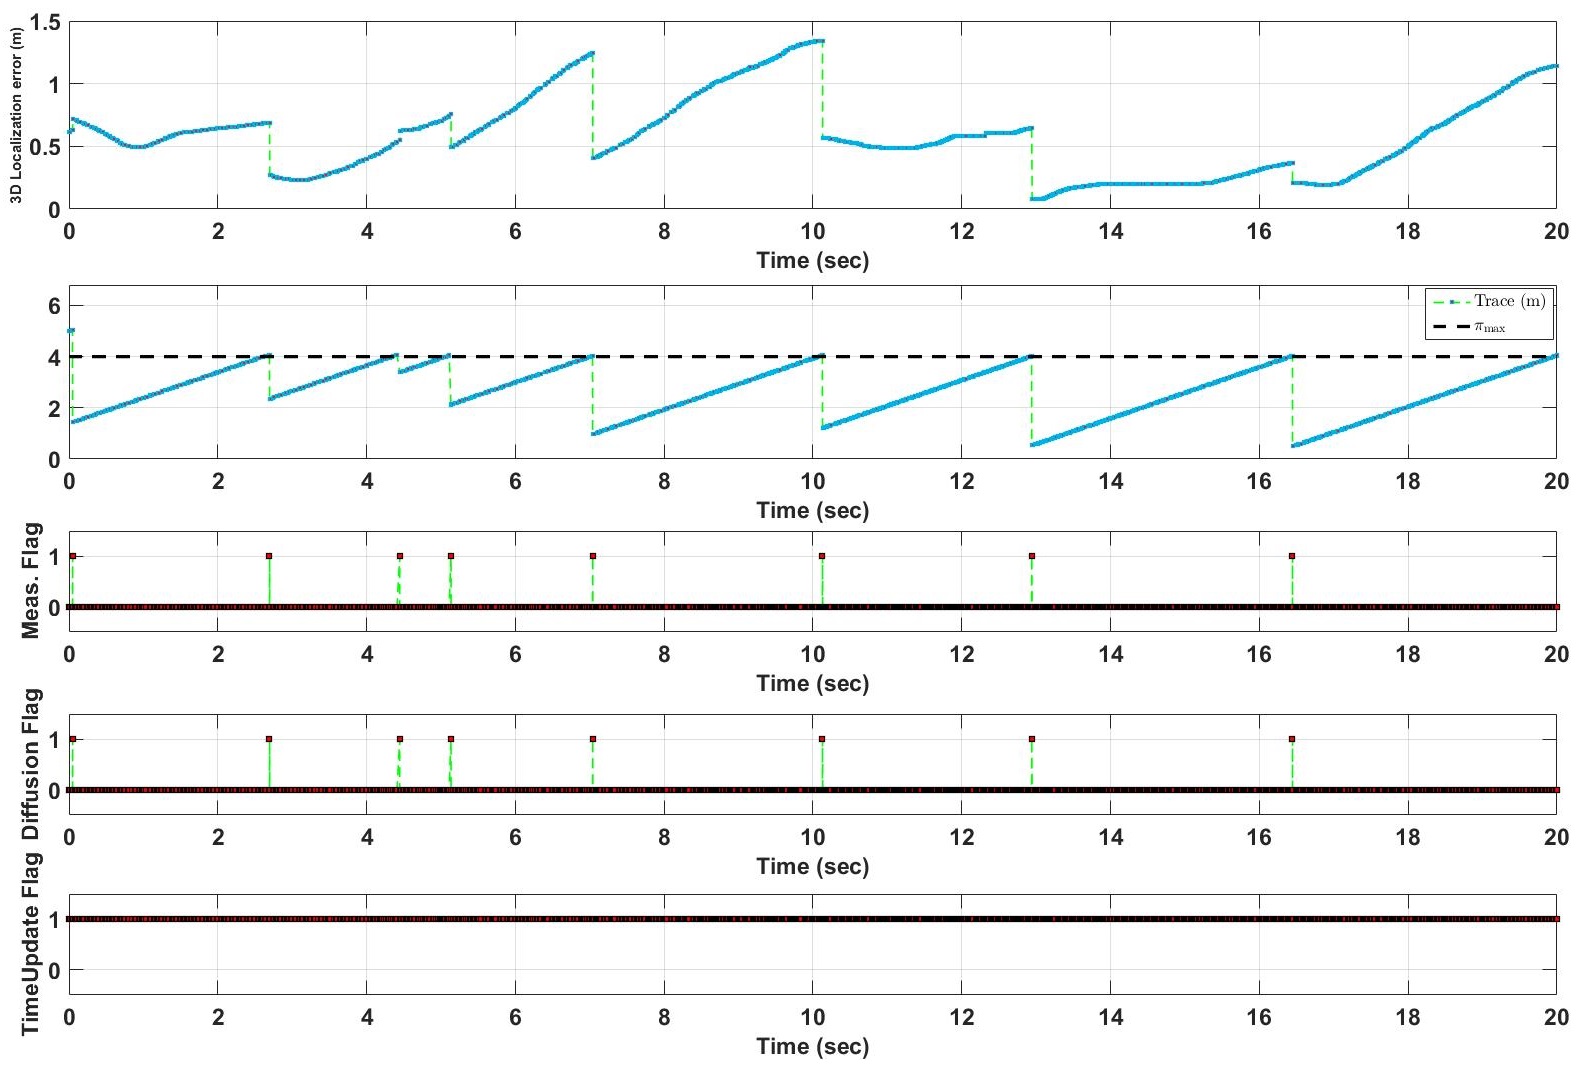 3D Localization error (m)
1.5
1
0.5
0
0 2 4 6 8 10 12 14 16 18 20
Time (sec)
6
4
2
0
Trace (m)
π_max
0 2 4 6 8 10 12 14 16 18 20
Time (sec)
Meas. Flag
1
0
0 2 4 6 8 10 12 14 16 18 20
Time (sec)
Diffusion Flag
1
0
0 2 4 6 8 10 12 14 16 18 20
Time (sec)
TimeUpdate Flag
1
0
0 2 4 6 8 10 12 14 16 18 20
Time (sec)